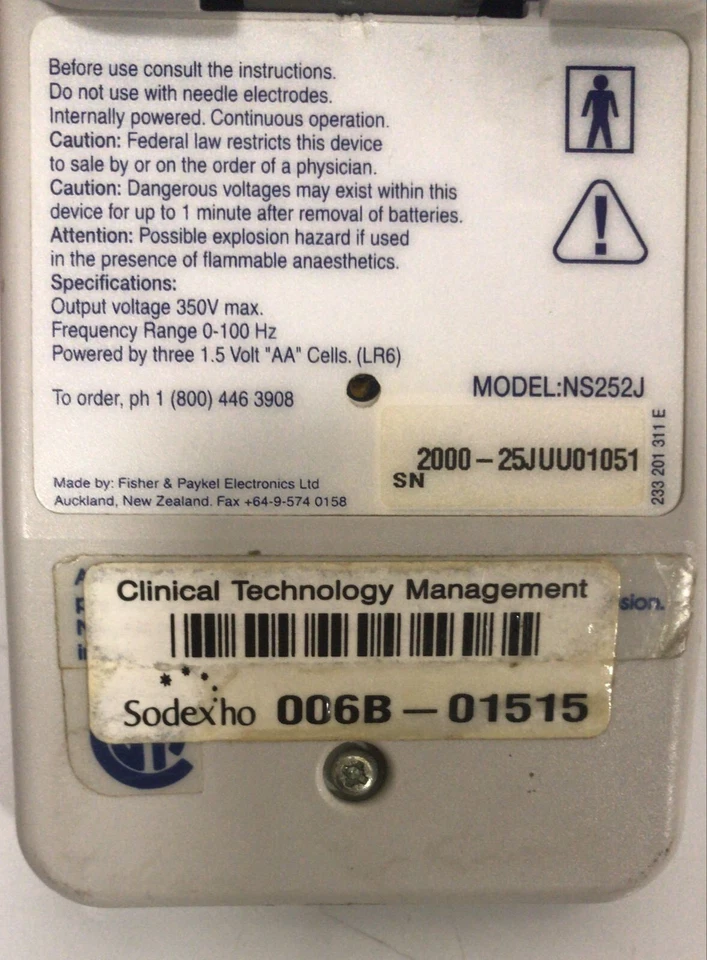 Before use consult the instructions.
Do not use with needle electrodes.
Internally powered. Continuous operation.
Caution: Federal law restricts this device
to sale by or on the order of a physician.
Caution: Dangerous voltages may exist within this
device for up to 1 minute after removal of batteries.
Attention: Possible explosion hazard if used
in the presence of flammable anaesthetics.
Specifications:
Output voltage 350V max.
Frequency Range 0-100 Hz
Powered by three 1.5 Volt "AA" Cells. (LR6)
To order, ph 1 (800) 446 3908
MODEL:NS252J
SN 2000-25JUU01051
233 201 311 E
Made by: Fisher & Paykel Electronics Ltd
Auckland, New Zealand. Fax +64-9-574 0158
Clinical Technology Management
Sodexho 006B-01515